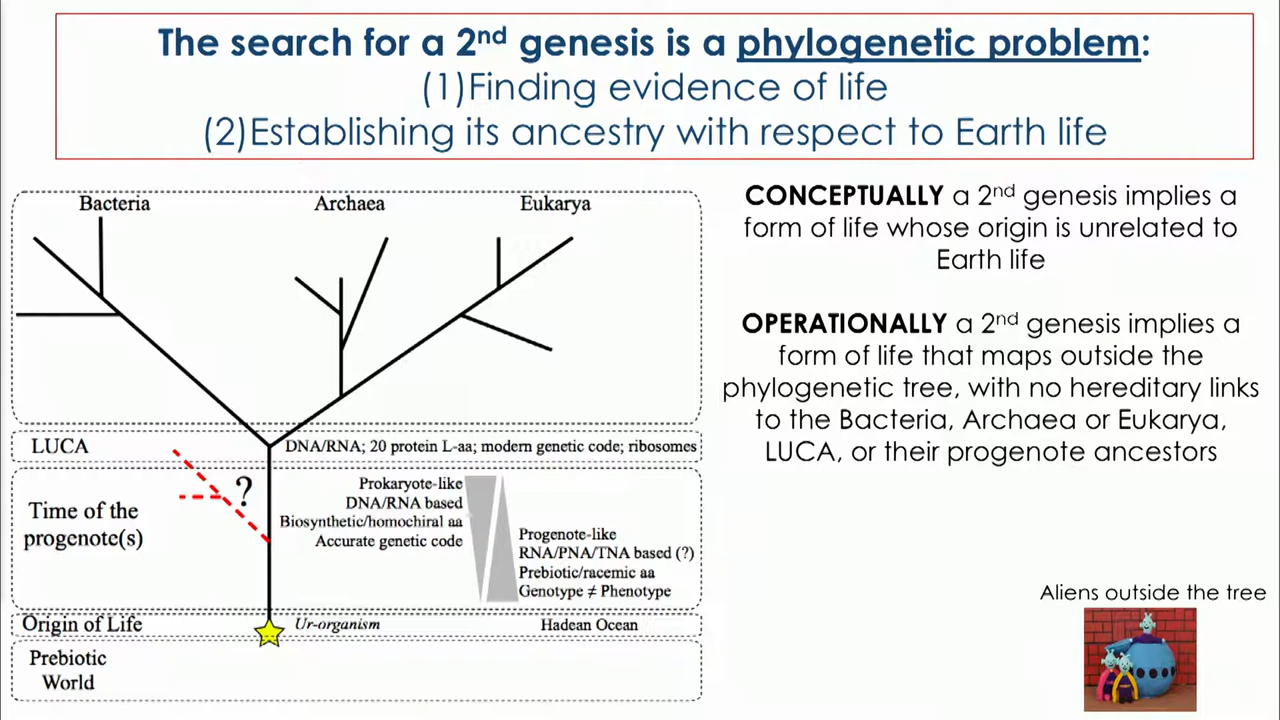 The search for a 2nd genesis is a phylogenetic problem:
(1)Finding evidence of life
(2)Establishing its ancestry with respect to Earth life
Bacteria
Archaea
Eukarya
LUCA
DNA/RNA; 20 protein L-aa; modern genetic code; ribosomes
?
Time of the
progenote(s)
Prokaryote-like
DNA/RNA based
Biosynthetic/homochiral aa
Accurate genetic code
Progenote-like
RNA/PNA/TNA based (?)
Prebiotic/racemic aa
Genotype ≠ Phenotype
Origin of Life
Ur-organism
Hadean Ocean
Prebiotic
World
CONCEPTUALLY a 2nd genesis implies a
form of life whose origin is unrelated to
Earth life
OPERATIONALLY a 2nd genesis implies a
form of life that maps outside the
phylogenetic tree, with no hereditary links
to the Bacteria, Archaea or Eukarya,
LUCA, or their progenote ancestors
Aliens outside the tree